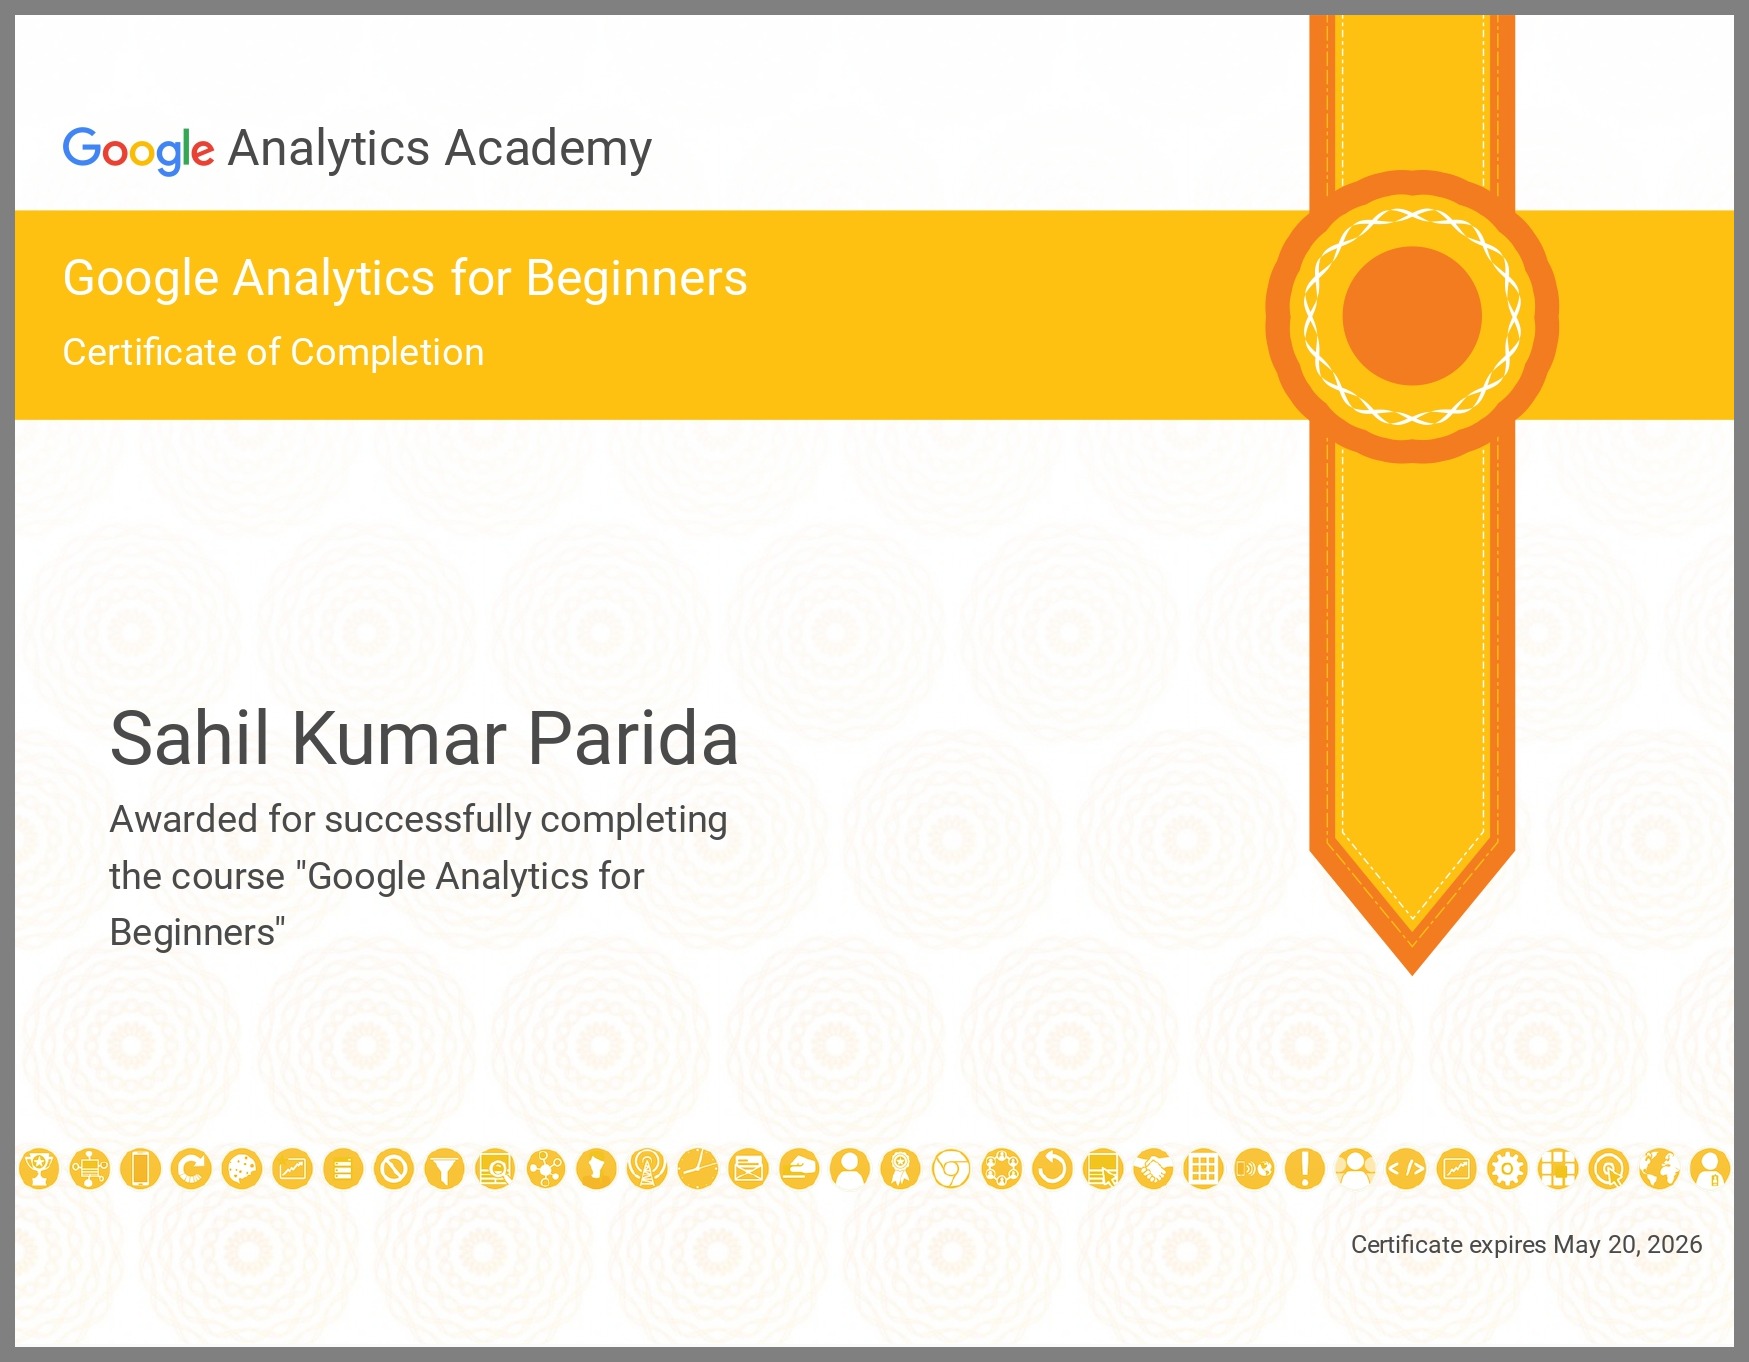 Google Analytics Academy
Google Analytics for Beginners
Certificate of Completion
Sahil Kumar Parida
Awarded for successfully completing
the course "Google Analytics for
Beginners"
Certificate expires May 20, 2026